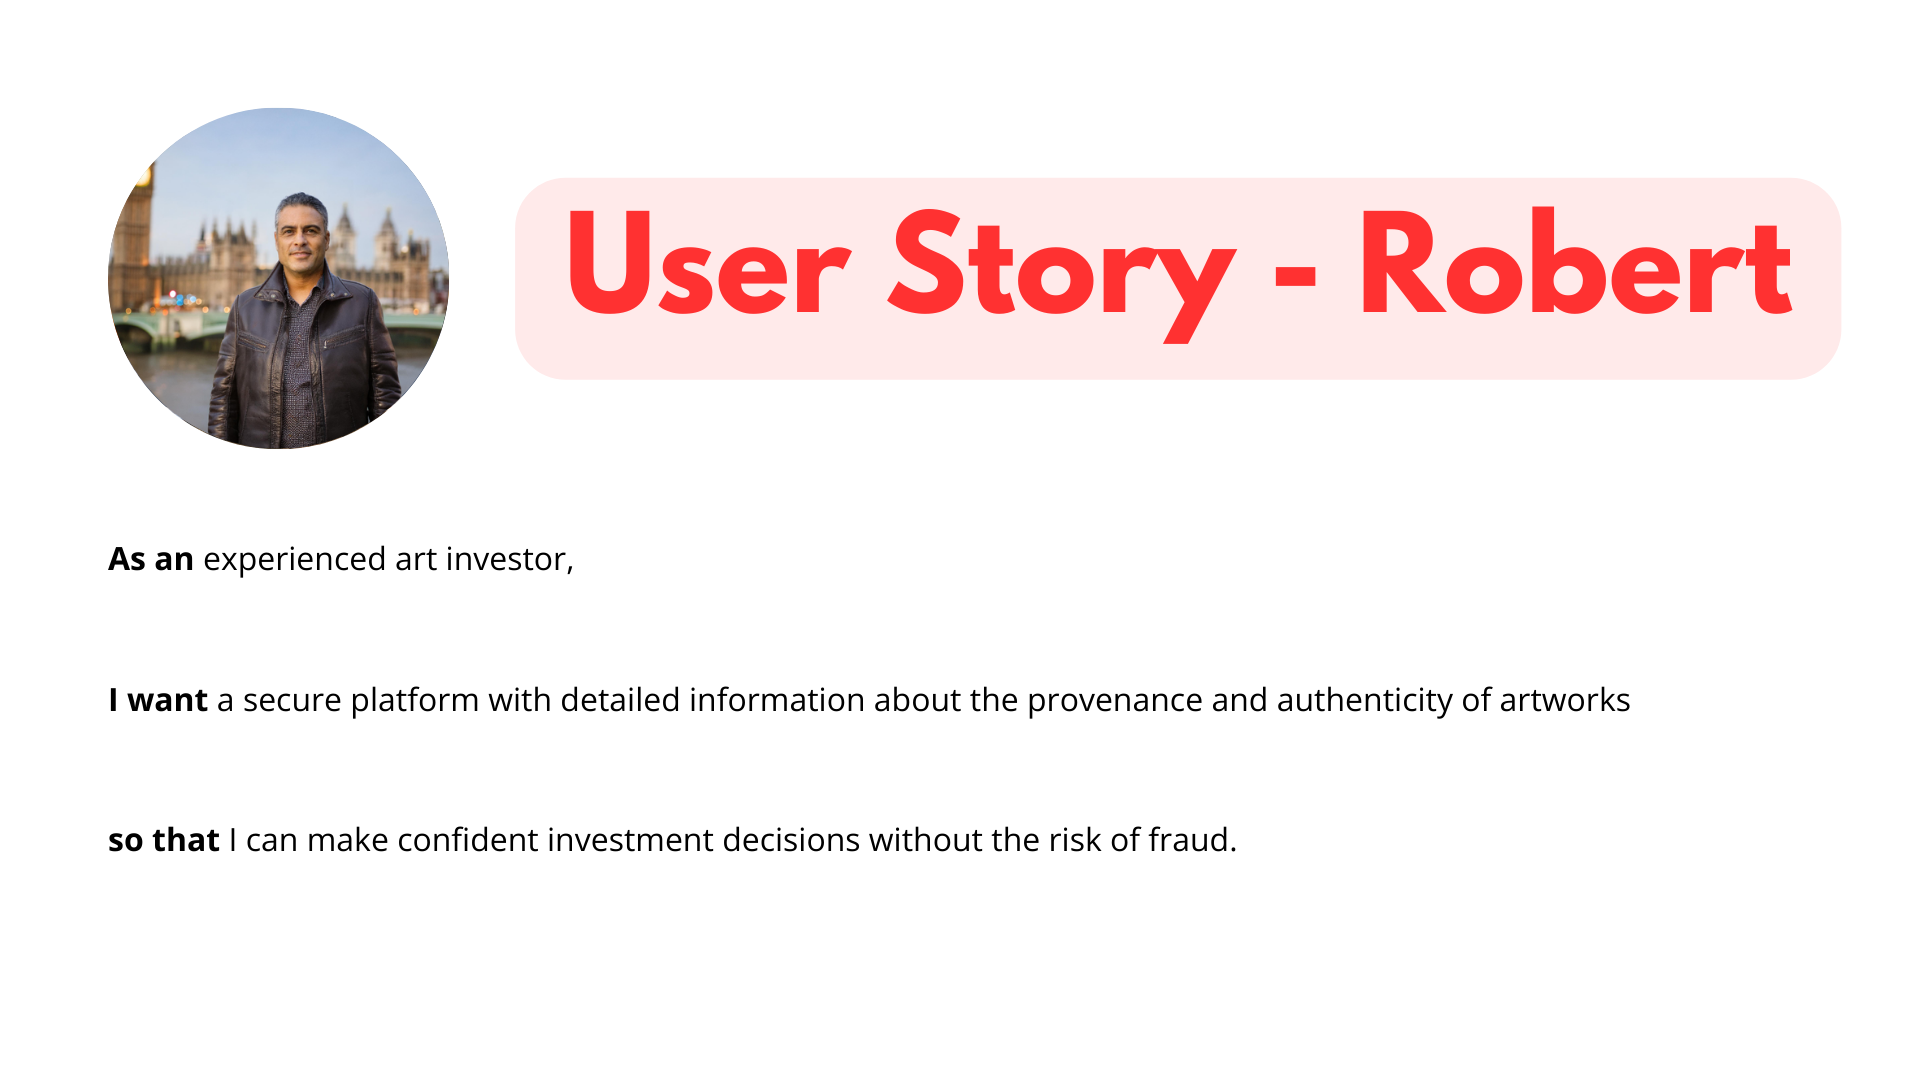 User Story - Robert
As an experienced art investor,
I want a secure platform with detailed information about the provenance and authenticity of artworks
so that I can make confident investment decisions without the risk of fraud.